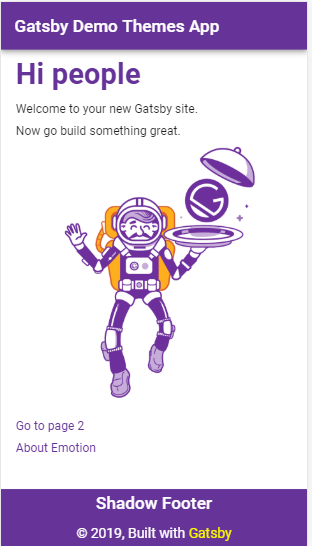 Gatsby Demo Themes App
Hi people
Welcome to your new Gatsby site.
Now go build something great.
Go to page 2
About Emotion
Shadow Footer
© 2019, Built with Gatsby